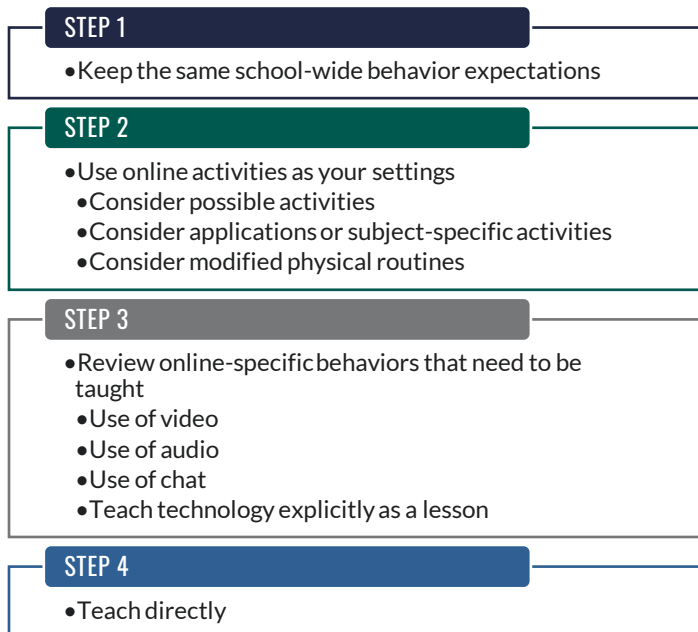 STEP 1
•Keep the same school-wide behavior expectations
STEP 2
•Use online activities as your settings
•Consider possible activities
•Consider applications or subject-specific activities
•Consider modified physical routines
STEP 3
•Review online-specific behaviors that need to be
taught
•Use of video
•Use of audio
•Use of chat
•Teach technology explicitly as a lesson
STEP 4
•Teach directly